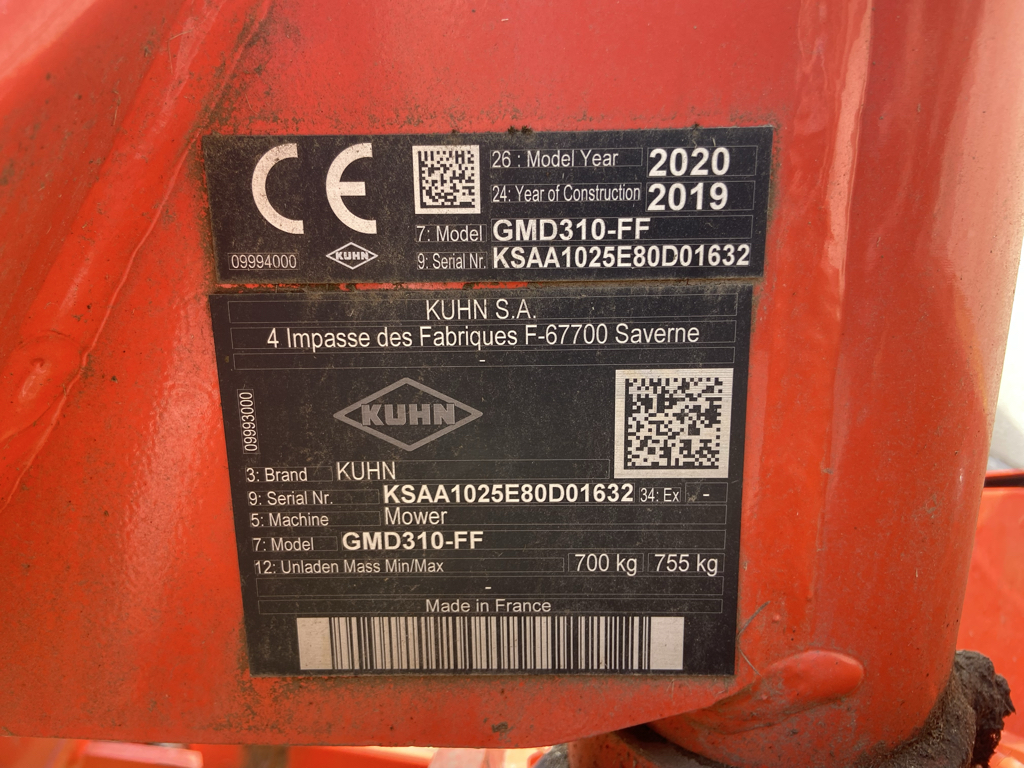 CE
26 : Model Year 2020
24: Year of Construction 2019
7: Model GMD310-FF
09994000 KUHN 9: Serial Nr. KSAA1025E80D01632
KUHN S.A.
4 Impasse des Fabriques F-67700 Saverne
-
09993000
KUHN
3: Brand KUHN
9: Serial Nr. KSAA1025E80D01632 34: Ex -
5: Machine Mower
7: Model GMD310-FF
12: Unladen Mass Min/Max 700 kg 755 kg
-
Made in France